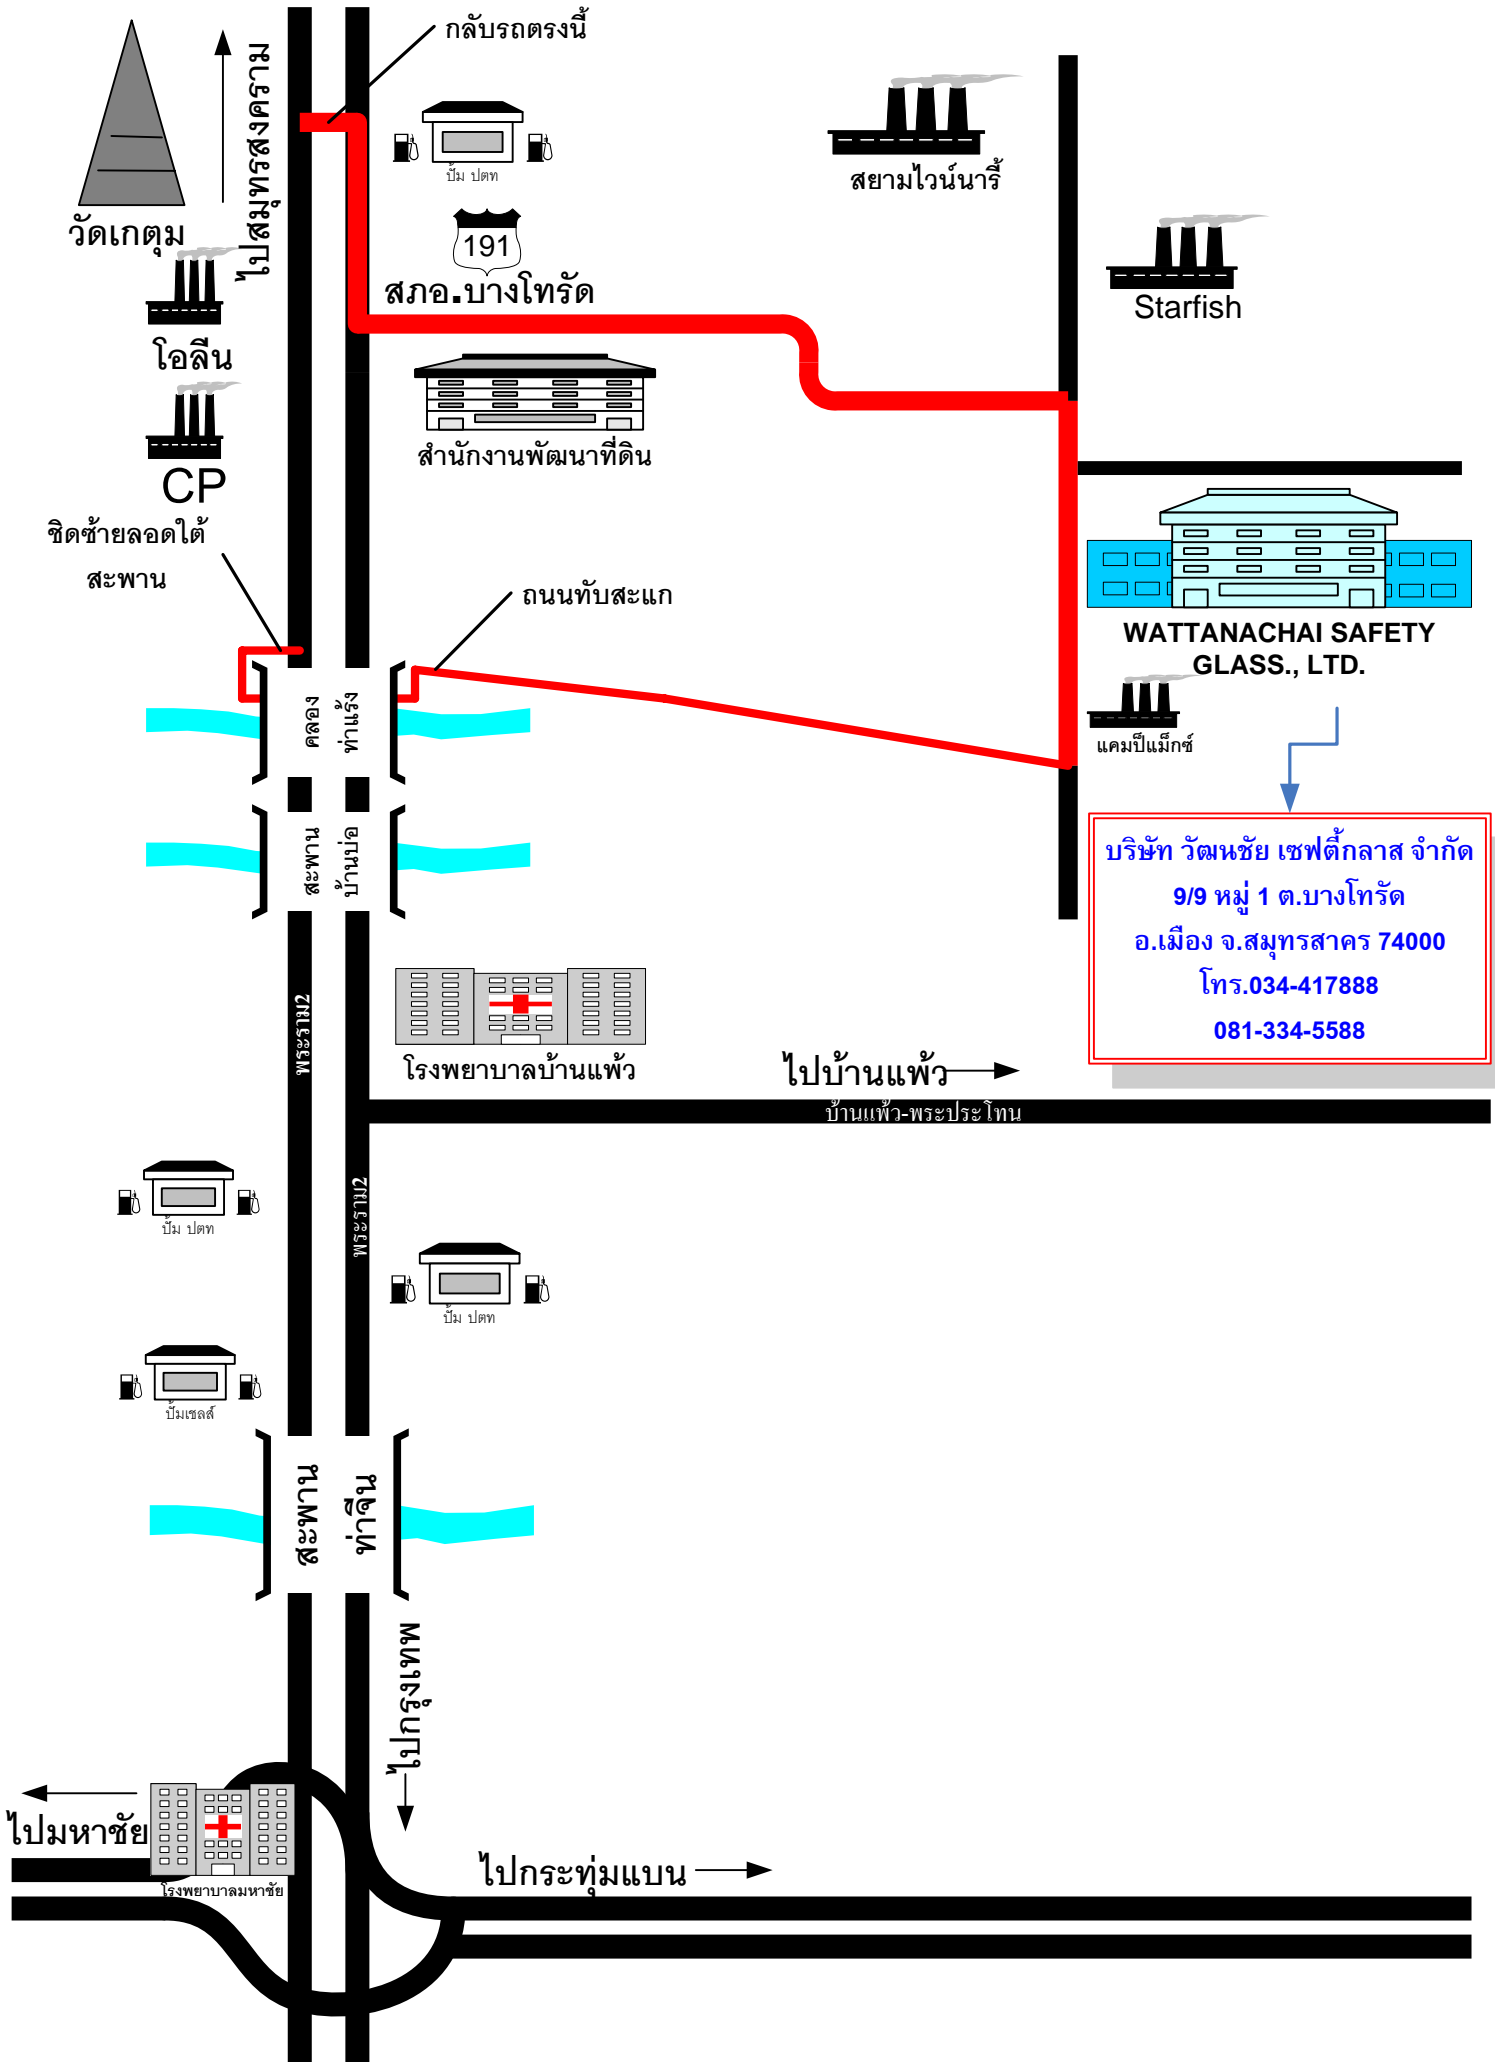 กลับรถตรงนี้
ไปสมุทรสงคราม
ปั้ม ปตท
สยามไวน์นารี่
วัดเกตุม
191
สภอ.บางโทรัด
Starfish
โอลีน
สำนักงานพัฒนาที่ดิน
CP
ชิดซ้ายลอดใต้
สะพาน
ถนนทับสะแก
WATTANACHAI SAFETY
GLASS., LTD.
คลอง
ท่าแร้ง
แคมป์แม็กซ์
สะพาน
บ้านบ่อ
บริษัท วัฒนชัย เซฟตี้กลาส จำกัด
9/9 หมู่ 1 ต.บางโทรัด
อ.เมือง จ.สมุทรสาคร 74000
โทร.034-417888
081-334-5588
พระราม2
โรงพยาบาลบ้านแพ้ว
ไปบ้านแพ้ว
บ้านแพ้ว-พระประโทน
พระราม2
ปั้ม ปตท
ปั้ม ปตท
ปั้มเชลส์
สะพาน
ท่าจีน
ไปกรุงเทพ
ไปมหาชัย
โรงพยาบาลมหาชัย
ไปกระทุ่มแบน